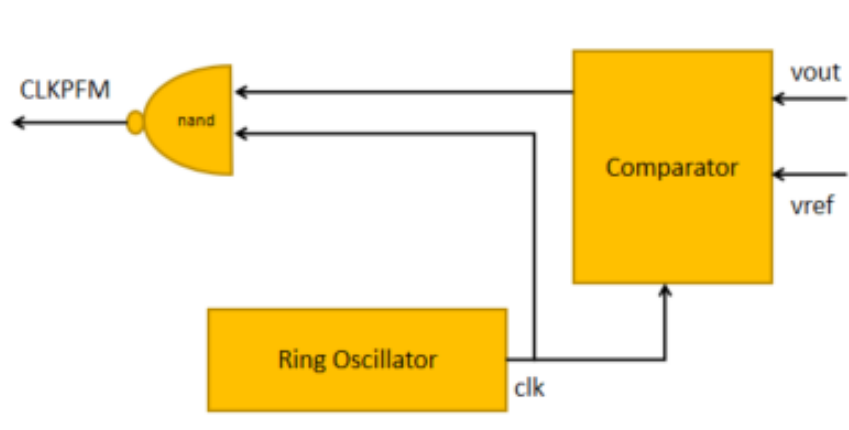 CLKPFM
nand
vout
Comparator
vref
Ring Oscillator
clk